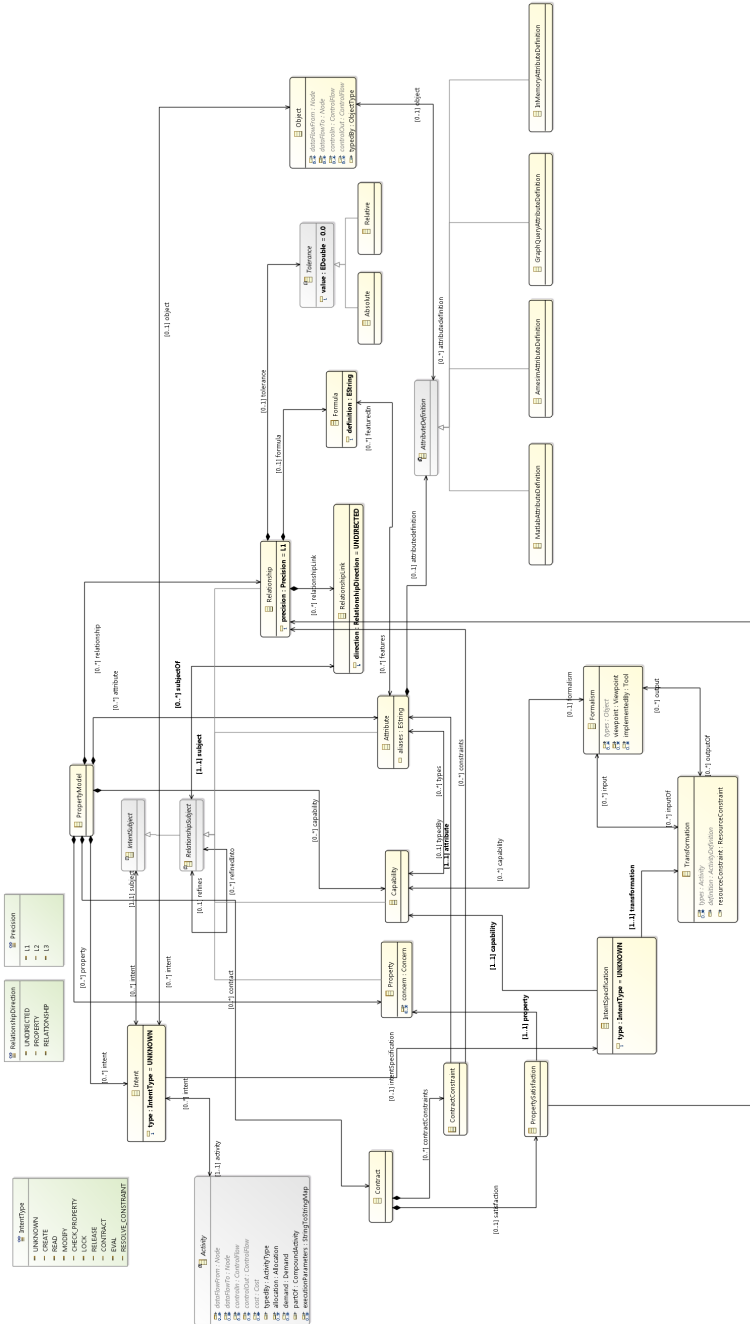 IntentType
UNKNOWN
CREATE
READ
MODIFY
CHECK_PROPERTY
LOCK
RELEASE
CONTRACT
EVAL
RESOLVE_CONSTRAINT
RelationshipDirection
UNDIRECTED
PROPERTY
RELATIONSHIP
Precision
L1
L2
L3
Activity
dataFlowFrom : Node
dataFlowTo : Node
controlIn : ControlFlow
controlOut : ControlFlow
cost : Cost
typedBy : ActivityType
allocation : Allocation
demand : Demand
partOf : CompoundActivity
executionParameters : StringToStringMap
[1..1] activity
[0..*] intent
Intent
type : IntentType = UNKNOWN
[0..*] intent
[0..*] intent
[0..*] intent
[0..*] property
[1..1] subject
IntentSubject
PropertyModel
[0..*] attribute
[0..*] relationship
[0..1] object
RelationshipSubject
[0..1] refines
[0..*] refinedInto
[0..*] contract
[1..1] subject
[0..*] subjectOf
Relationship
precision : Precision = L1
[0..1] tolerance
[0..1] formula
[0..*] relationshipLink
RelationshipLink
direction : RelationshipDirection = UNDIRECTED
Tolerance
value : EDouble = 0.0
Absolute
Relative
Object
dataFlowFrom : Node
dataFlowTo : Node
controlIn : ControlFlow
controlOut : ControlFlow
typedBy : ObjectType
[0..1] object
Formula
definition : EString
[0..*] featuredIn
[0..*] features
[0..*] capability
Attribute
aliases : EString
Capability
Property
concern : Concern
Contract
[0..1] intentSpecification
[0..1] attributedefinition
AttributeDefinition
[0..*] attributedefinition
[0..*] contractConstraints
ContractConstraint
[0..1] typedBy
[0..*] types
[1..1] attribute
[0..*] constraints
[1..1] satisfaction
[1..1] capability
[0..*] capability
PropertySatisfaction
[1..1] property
MatlabAttributeDefinition
AmesimAttributeDefinition
GraphQueryAttributeDefinition
InMemoryAttributeDefinition
[0..1] formalism
Formalism
types : Object
viewpoint : Viewpoint
implementedBy : Tool
[0..*] input
[0..*] output
IntentSpecification
type : IntentType = UNKNOWN
[1..1] transformation
[0..*] inputOf
[0..*] outputOf
Transformation
types : Activity
definition : ActivityDefinition
resourceConstraint : ResourceConstraint